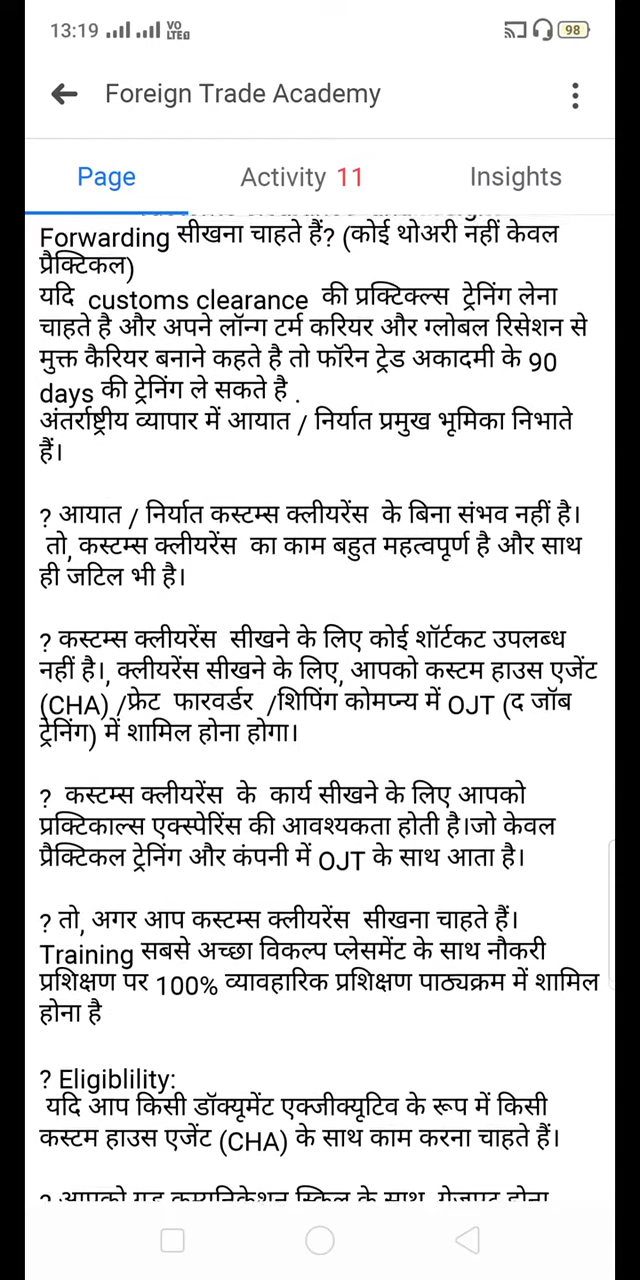 13:19 VO LTE 98
Foreign Trade Academy
Page Activity 11 Insights
Forwarding सीखना चाहते हैं? (कोई थोअरी नहीं केवल
प्रैक्टिकल)
यदि customs clearance की प्रक्टिक्ल्स ट्रेनिंग लेना
चाहते है और अपने लॉन्ग टर्म करियर और ग्लोबल रिसेशन से
मुक्त कैरियर बनाने कहते है तो फॉरेन ट्रेड अकादमी के 90
days की ट्रेनिंग ले सकते है .
अंतर्राष्ट्रीय व्यापार में आयात / निर्यात प्रमुख भूमिका निभाते
हैं।
? आयात / निर्यात कस्टम्स क्लीयरेंस के बिना संभव नहीं है।
तो, कस्टम्स क्लीयरेंस का काम बहुत महत्वपूर्ण है और साथ
ही जटिल भी है।
? कस्टम्स क्लीयरेंस सीखने के लिए कोई शॉर्टकट उपलब्ध
नहीं है।, क्लीयरेंस सीखने के लिए, आपको कस्टम हाउस एजेंट
(CHA) /फ्रेट फारवर्डर /शिपिंग कोमप्न्य में OJT (द जॉब
ट्रेनिंग) में शामिल होना होगा।
? कस्टम्स क्लीयरेंस के कार्य सीखने के लिए आपको
प्रक्टिकाल्स एक्स्पेरिंस की आवश्यकता होती है।जो केवल
प्रैक्टिकल ट्रेनिंग और कंपनी में OJT के साथ आता है।
? तो, अगर आप कस्टम्स क्लीयरेंस सीखना चाहते हैं।
Training सबसे अच्छा विकल्प प्लेसमेंट के साथ नौकरी
प्रशिक्षण पर 100% व्यावहारिक प्रशिक्षण पाठ्यक्रम में शामिल
होना है
? Eligiblility:
यदि आप किसी डॉक्यूमेंट एक्जीक्यूटिव के रूप में किसी
कस्टम हाउस एजेंट (CHA) के साथ काम करना चाहते हैं।
? आपको गुड कम्युनिकेशन स्किल के साथ ग्रेजुएट होना